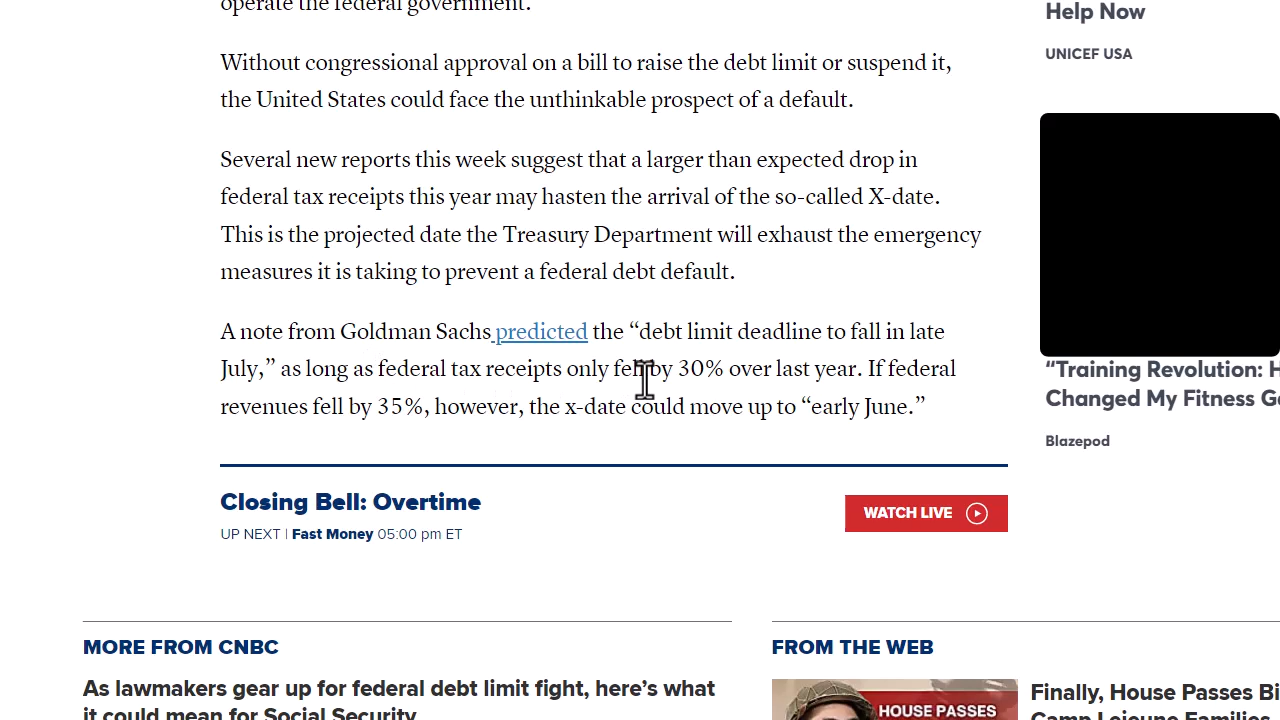 operate the federal government.
Without congressional approval on a bill to raise the debt limit or suspend it,
the United States could face the unthinkable prospect of a default.
Several new reports this week suggest that a larger than expected drop in
federal tax receipts this year may hasten the arrival of the so-called X-date.
This is the projected date the Treasury Department will exhaust the emergency
measures it is taking to prevent a federal debt default.
A note from Goldman Sachs predicted the “debt limit deadline to fall in late
July,” as long as federal tax receipts only fell by 30% over last year. If federal
revenues fell by 35%, however, the x-date could move up to “early June.”
Closing Bell: Overtime
UP NEXT | Fast Money 05:00 pm ET
WATCH LIVE
MORE FROM CNBC
As lawmakers gear up for federal debt limit fight, here’s what
it could mean for Social Security
Help Now
UNICEF USA
“Training Revolution: H
Changed My Fitness G
Blazepod
FROM THE WEB
HOUSE PASSES
Finally, House Passes Bi
Camp Lejeune Families